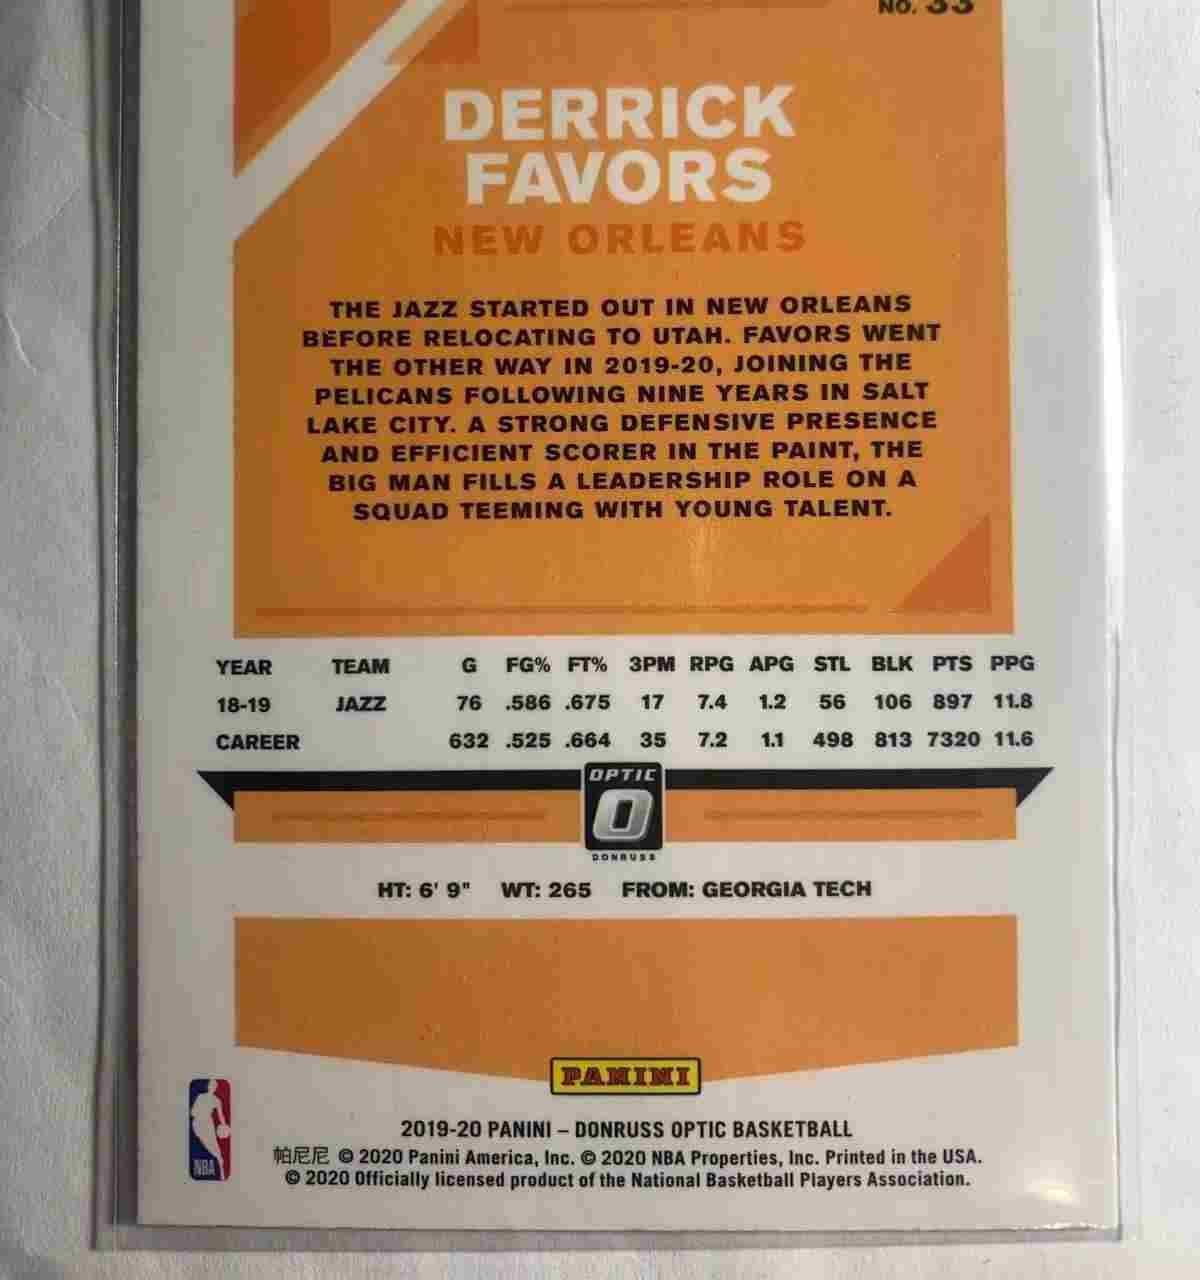 NO. 33
DERRICK
FAVORS
NEW ORLEANS
THE JAZZ STARTED OUT IN NEW ORLEANS
BEFORE RELOCATING TO UTAH. FAVORS WENT
THE OTHER WAY IN 2019-20, JOINING THE
PELICANS FOLLOWING NINE YEARS IN SALT
LAKE CITY. A STRONG DEFENSIVE PRESENCE
AND EFFICIENT SCORER IN THE PAINT, THE
BIG MAN FILLS A LEADERSHIP ROLE ON A
SQUAD TEEMING WITH YOUNG TALENT.
YEAR TEAM G FG% FT% 3PM RPG APG STL BLK PTS PPG
18-19 JAZZ 76 .586 .675 17 7.4 1.2 56 106 897 11.8
CAREER 632 .525 .664 35 7.2 1.1 498 813 7320 11.6
OPTIC
O
DONRUSS
HT: 6' 9" WT: 265 FROM: GEORGIA TECH
PANINI
NBA
2019-20 PANINI – DONRUSS OPTIC BASKETBALL
帕尼尼 © 2020 Panini America, Inc. © 2020 NBA Properties, Inc. Printed in the USA.
© 2020 Officially licensed product of the National Basketball Players Association.